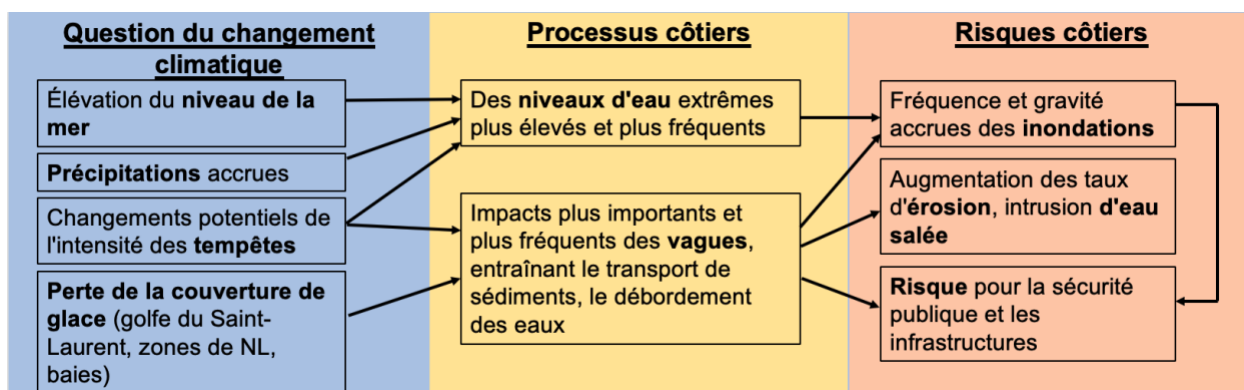 Question du changement
climatique
Élévation du niveau de la
mer
Précipitations accrues
Changements potentiels de
l'intensité des tempêtes
Perte de la couverture de
glace (golfe du Saint-
Laurent, zones de NL,
baies)
Processus côtiers
Des niveaux d'eau extrêmes
plus élevés et plus fréquents
Impacts plus importants et
plus fréquents des vagues,
entraînant le transport de
sédiments, le débordement
des eaux
Risques côtiers
Fréquence et gravité
accrues des inondations
Augmentation des taux
d'érosion, intrusion d'eau
salée
Risque pour la sécurité
publique et les
infrastructures